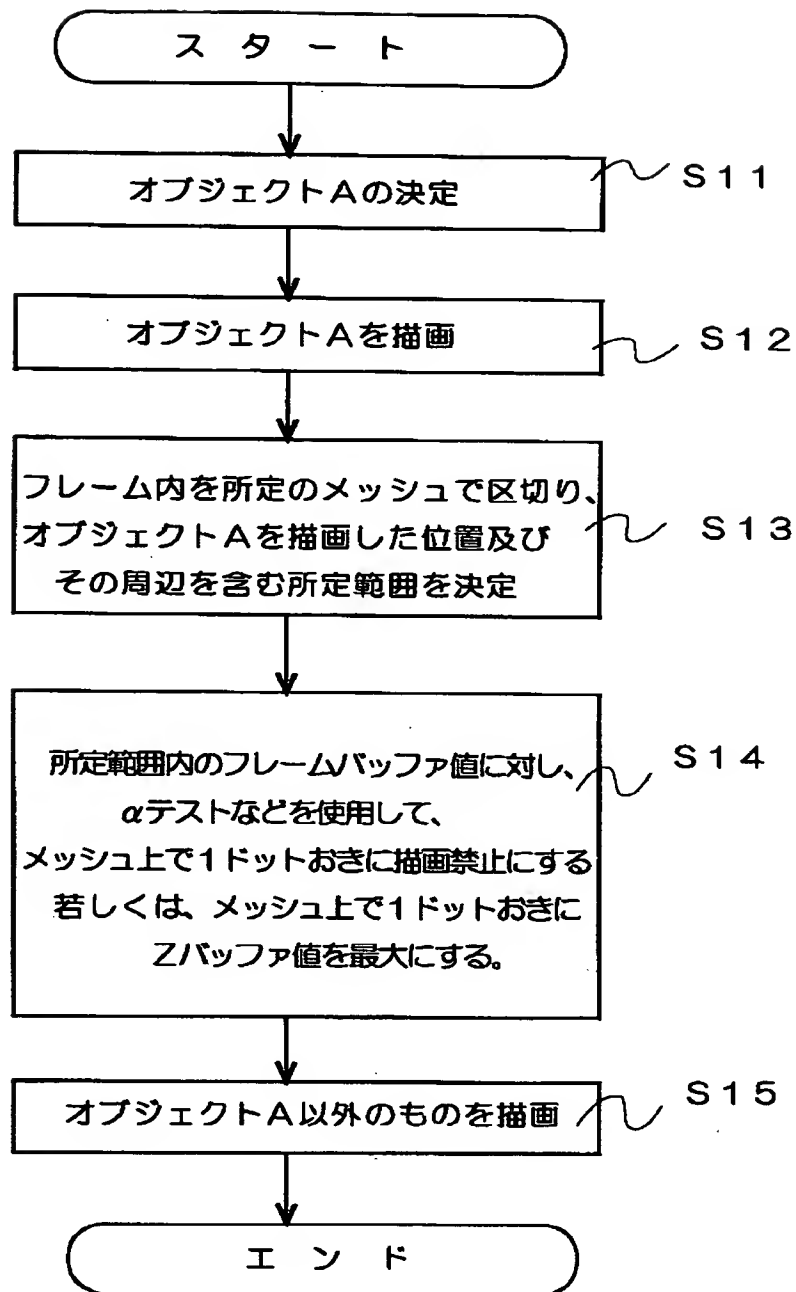 スタート
オブジェクトAの決定
S11
オブジェクトAを描画
S12
フレーム内を所定のメッシュで区切り、
オブジェクトAを描画した位置及び
その周辺を含む所定範囲を決定
S13
所定範囲内のフレームバッファ値に対し、
αテストなどを使用して、
メッシュ上で1ドットおきに描画禁止にする
若しくは、メッシュ上で1ドットおきに
Zバッファ値を最大にする。
S14
オブジェクトA以外のものを描画
S15
エンド